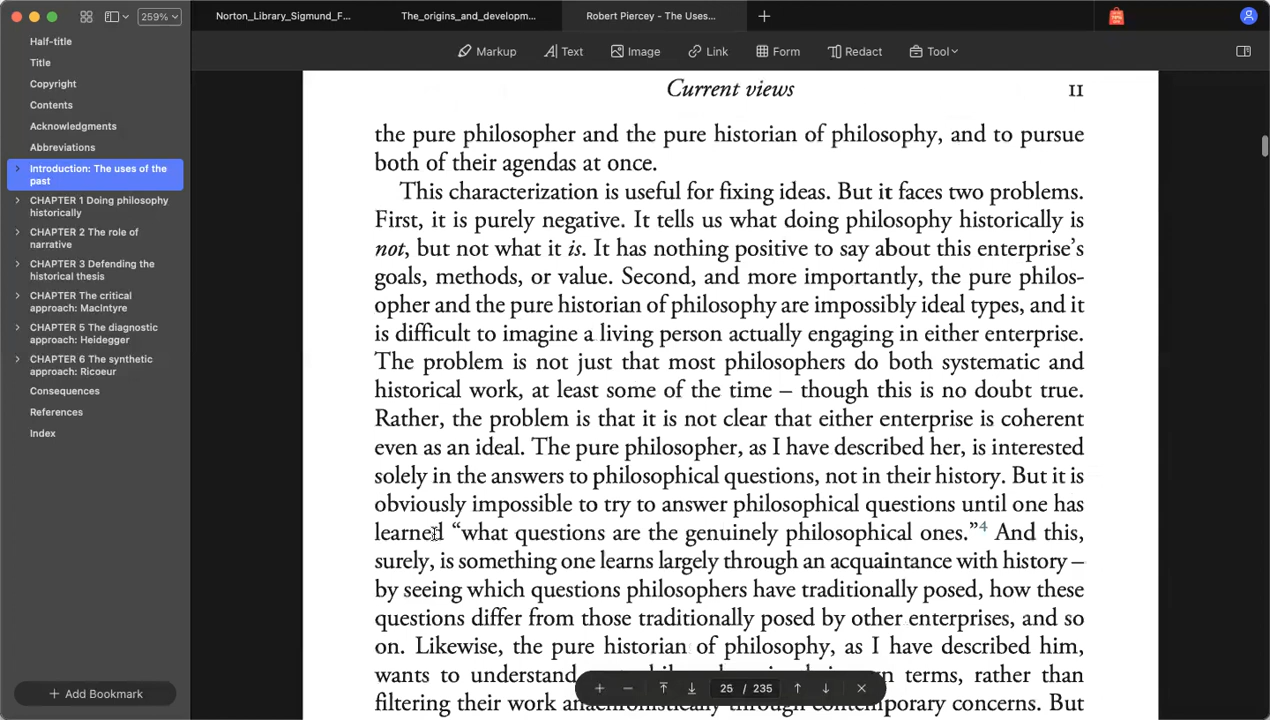 259%
Norton_Library_Sigmund_F...
The_origins_and_developm...
Robert Piercey - The Uses...
Markup
Text
Image
Link
Form
Redact
Tool
Half-title
Title
Copyright
Contents
Acknowledgments
Abbreviations
Introduction: The uses of the
past
CHAPTER 1 Doing philosophy
historically
CHAPTER 2 The role of
narrative
CHAPTER 3 Defending the
historical thesis
CHAPTER The critical
approach: MacIntyre
CHAPTER 5 The diagnostic
approach: Heidegger
CHAPTER 6 The synthetic
approach: Ricoeur
Consequences
References
Index
+ Add Bookmark
Current views 11
the pure philosopher and the pure historian of philosophy, and to pursue
both of their agendas at once.
This characterization is useful for fixing ideas. But it faces two problems.
First, it is purely negative. It tells us what doing philosophy historically is
not, but not what it is. It has nothing positive to say about this enterprise's
goals, methods, or value. Second, and more importantly, the pure philos-
opher and the pure historian of philosophy are impossibly ideal types, and it
is difficult to imagine a living person actually engaging in either enterprise.
The problem is not just that most philosophers do both systematic and
historical work, at least some of the time – though this is no doubt true.
Rather, the problem is that it is not clear that either enterprise is coherent
even as an ideal. The pure philosopher, as I have described her, is interested
solely in the answers to philosophical questions, not in their history. But it is
obviously impossible to try to answer philosophical questions until one has
learned “what questions are the genuinely philosophical ones.”4 And this,
surely, is something one learns largely through an acquaintance with history –
by seeing which questions philosophers have traditionally posed, how these
questions differ from those traditionally posed by other enterprises, and so
on. Likewise, the pure historian of philosophy, as I have described him,
wants to understand terms, rather than
filtering their work anachronistically through contemporary concerns. But
25 / 235